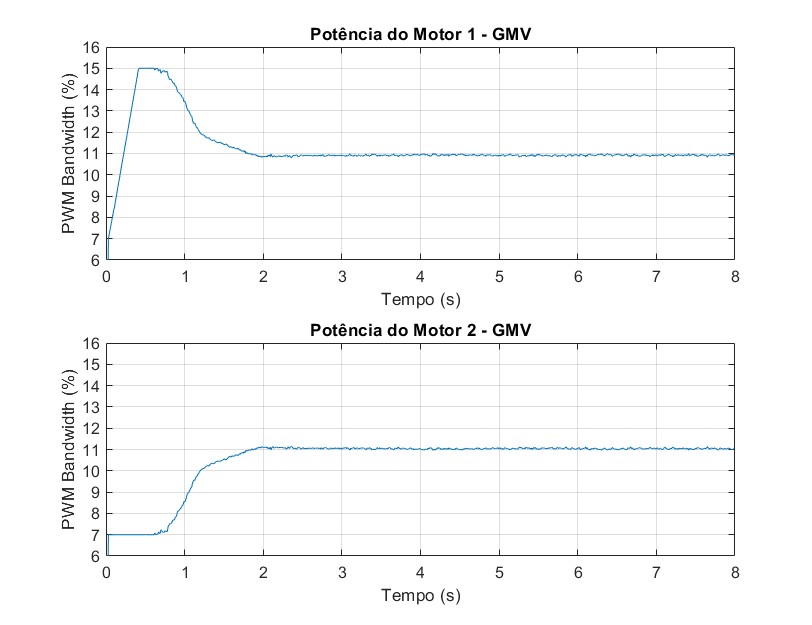 Potência do Motor 1 - GMV
PWM Bandwidth (%)
16
15
14
13
12
11
10
9
8
7
6
0 1 2 3 4 5 6 7 8
Tempo (s)
Potência do Motor 2 - GMV
PWM Bandwidth (%)
16
15
14
13
12
11
10
9
8
7
6
0 1 2 3 4 5 6 7 8
Tempo (s)